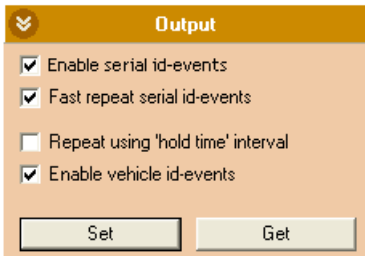 Output
Enable serial id-events
Fast repeat serial id-events
Repeat using 'hold time' interval
Enable vehicle id-events
Set Get